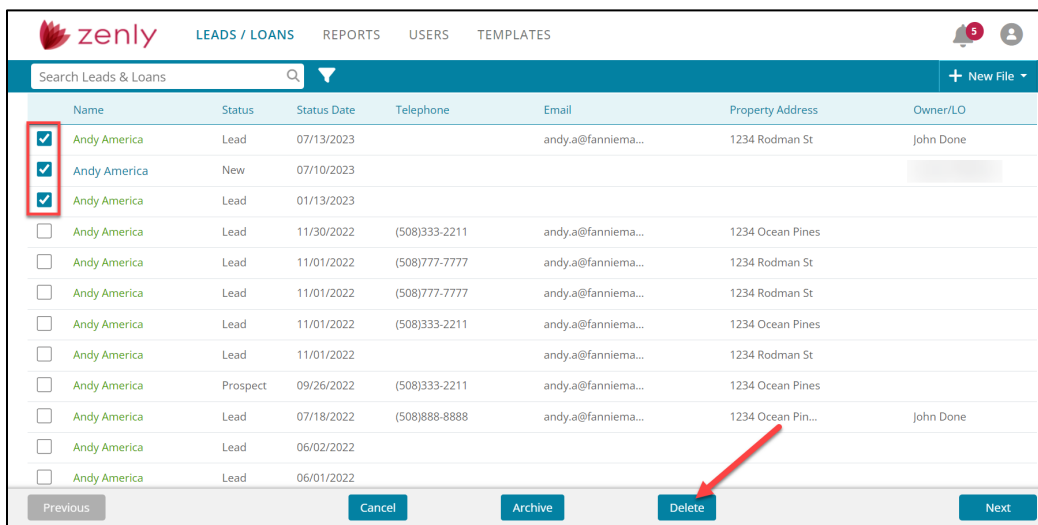 zenly LEADS / LOANS REPORTS USERS TEMPLATES 5
Search Leads & Loans + New File
Name Status Status Date Telephone Email Property Address Owner/LO
Andy America Lead 07/13/2023 andy.a@fanniema... 1234 Rodman St John Done
Andy America New 07/10/2023
Andy America Lead 01/13/2023
Andy America Lead 11/30/2022 (508)333-2211 andy.a@fanniema... 1234 Ocean Pines
Andy America Lead 11/01/2022 (508)777-7777 andy.a@fanniema... 1234 Rodman St
Andy America Lead 11/01/2022 (508)777-7777 andy.a@fanniema... 1234 Rodman St
Andy America Lead 11/01/2022 (508)333-2211 andy.a@fanniema... 1234 Ocean Pines
Andy America Lead 11/01/2022 andy.a@fanniema... 1234 Rodman St
Andy America Prospect 09/26/2022 (508)333-2211 andy.a@fanniema... 1234 Ocean Pines
Andy America Lead 07/18/2022 (508)888-8888 andy.a@fanniema... 1234 Ocean Pin... John Done
Andy America Lead 06/02/2022
Andy America Lead 06/01/2022
Previous Cancel Archive Delete Next